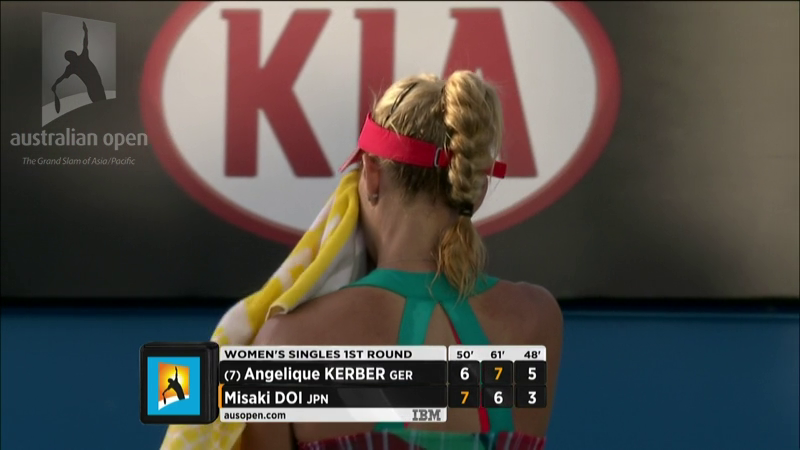 KIA
australian open
The Grand Slam of Asia/Pacific
WOMEN'S SINGLES 1ST ROUND 50' 61' 48'
(7) Angelique KERBER GER 6 7 5
Misaki DOI JPN 7 6 3
ausopen.com IBM